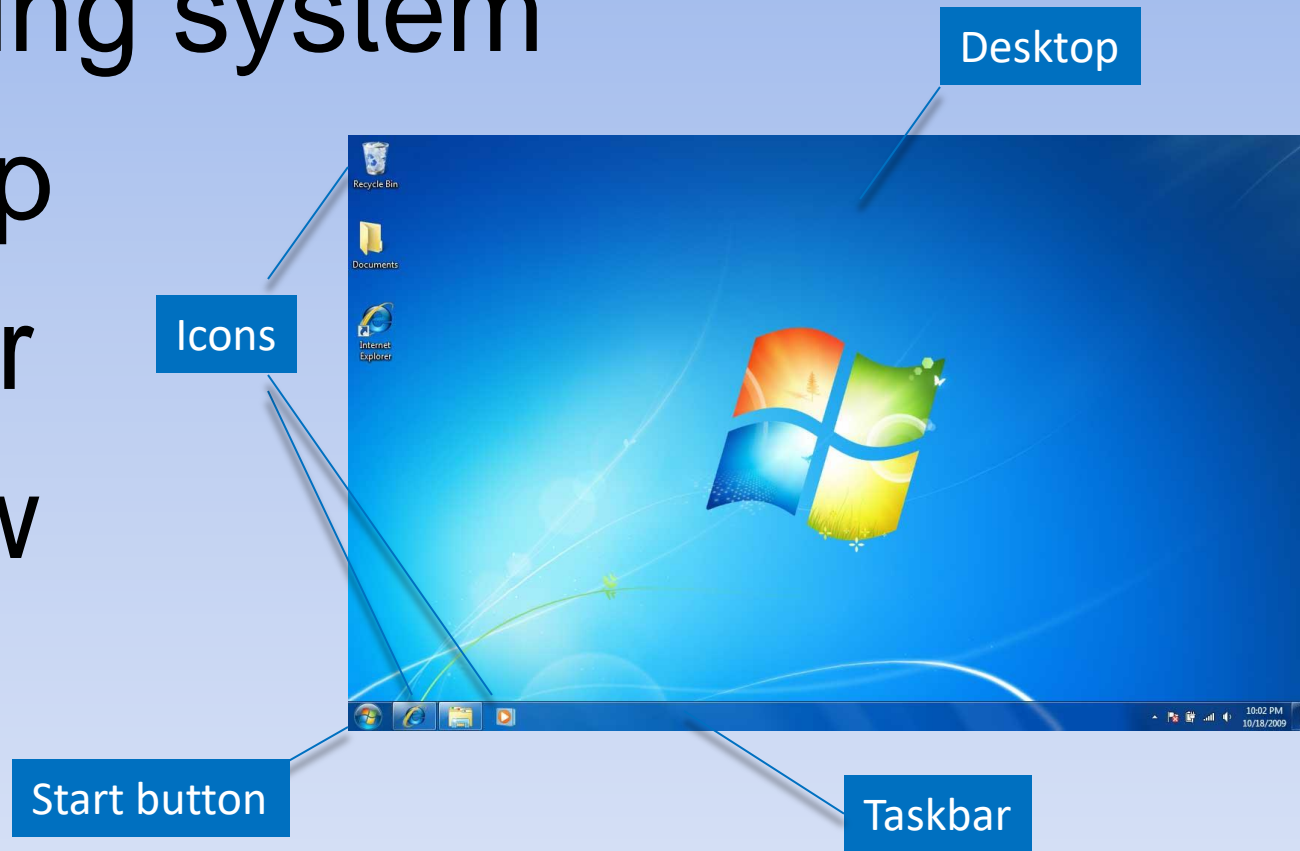 ing system
Desktop
p
r
w
Icons
Recycle Bin
Documents
Internet
Explorer
10:02 PM
10/18/2009
Start button
Taskbar